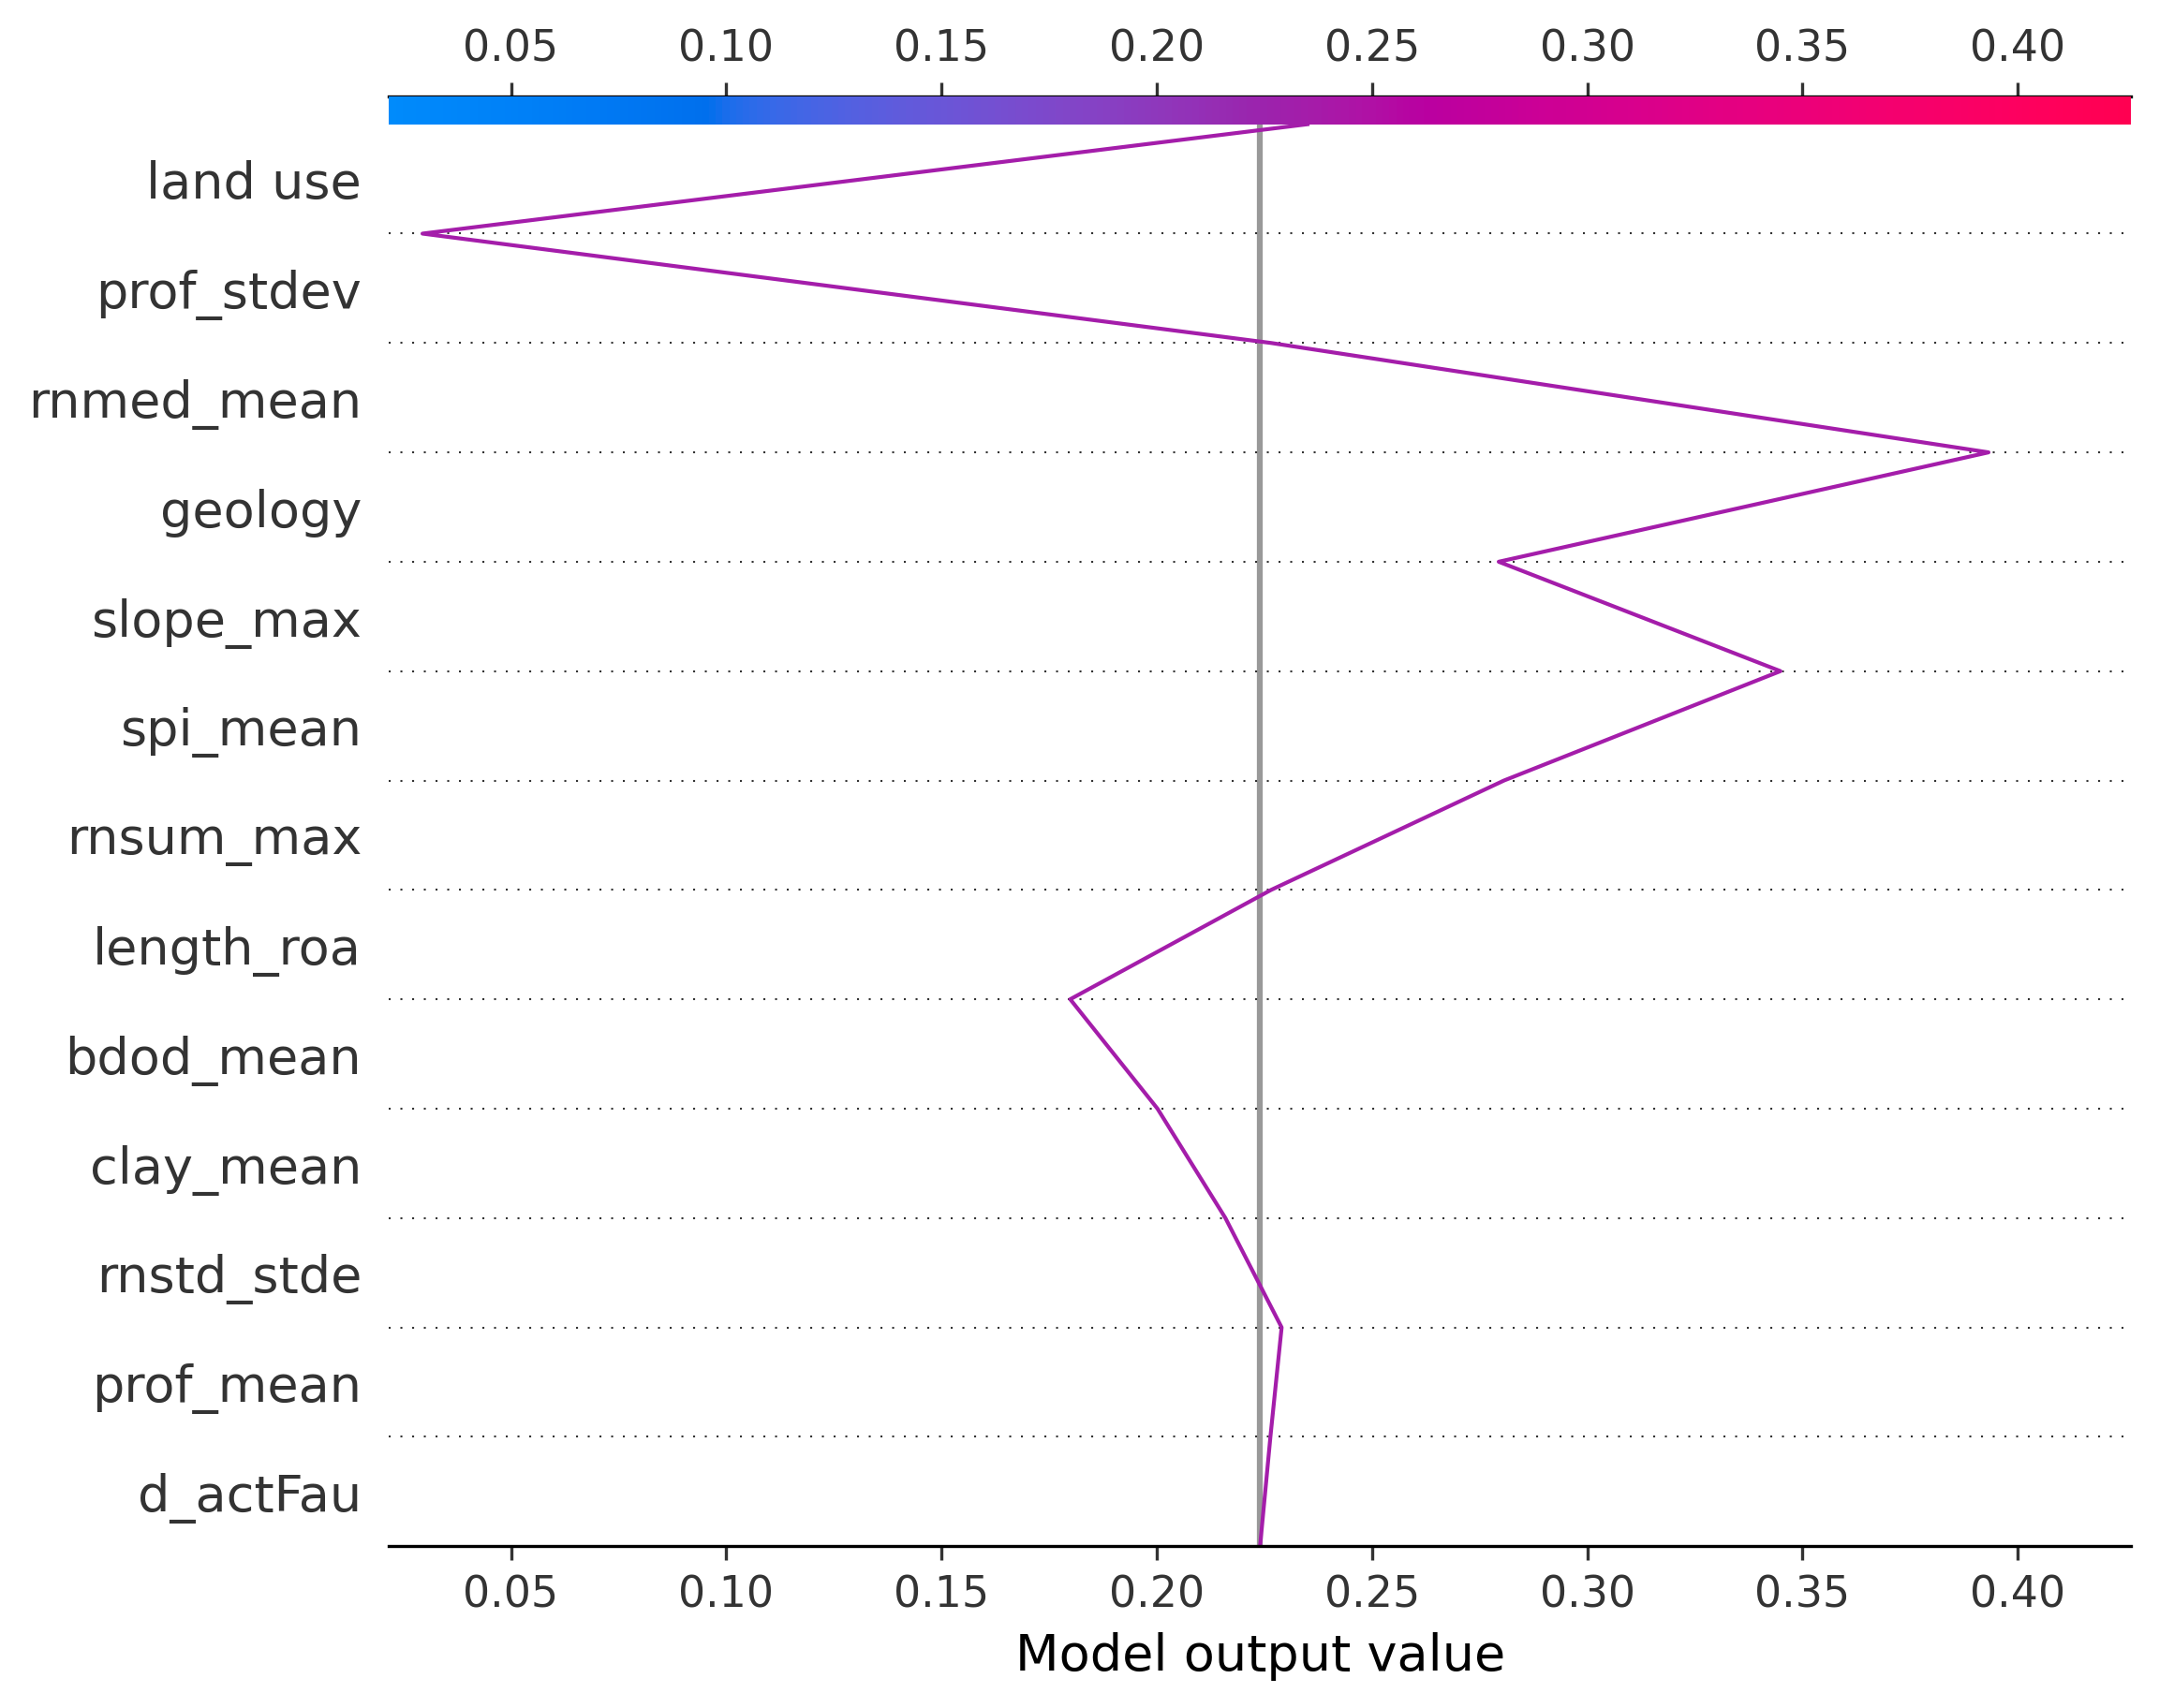 0.05 0.10 0.15 0.20 0.25 0.30 0.35 0.40
land use
prof_stdev
rnmed_mean
geology
slope_max
spi_mean
rnsum_max
length_roa
bdod_mean
clay_mean
rnstd_stde
prof_mean
d_actFau
0.05 0.10 0.15 0.20 0.25 0.30 0.35 0.40
Model output value